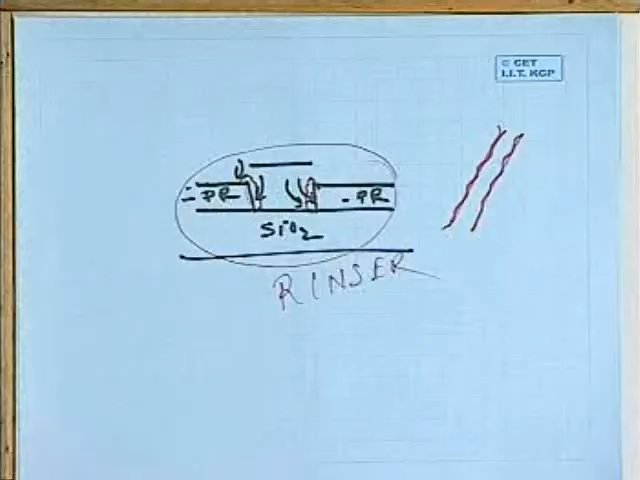 © CET
I.I.T. KGP
PR
PR
SiO2
RINSER